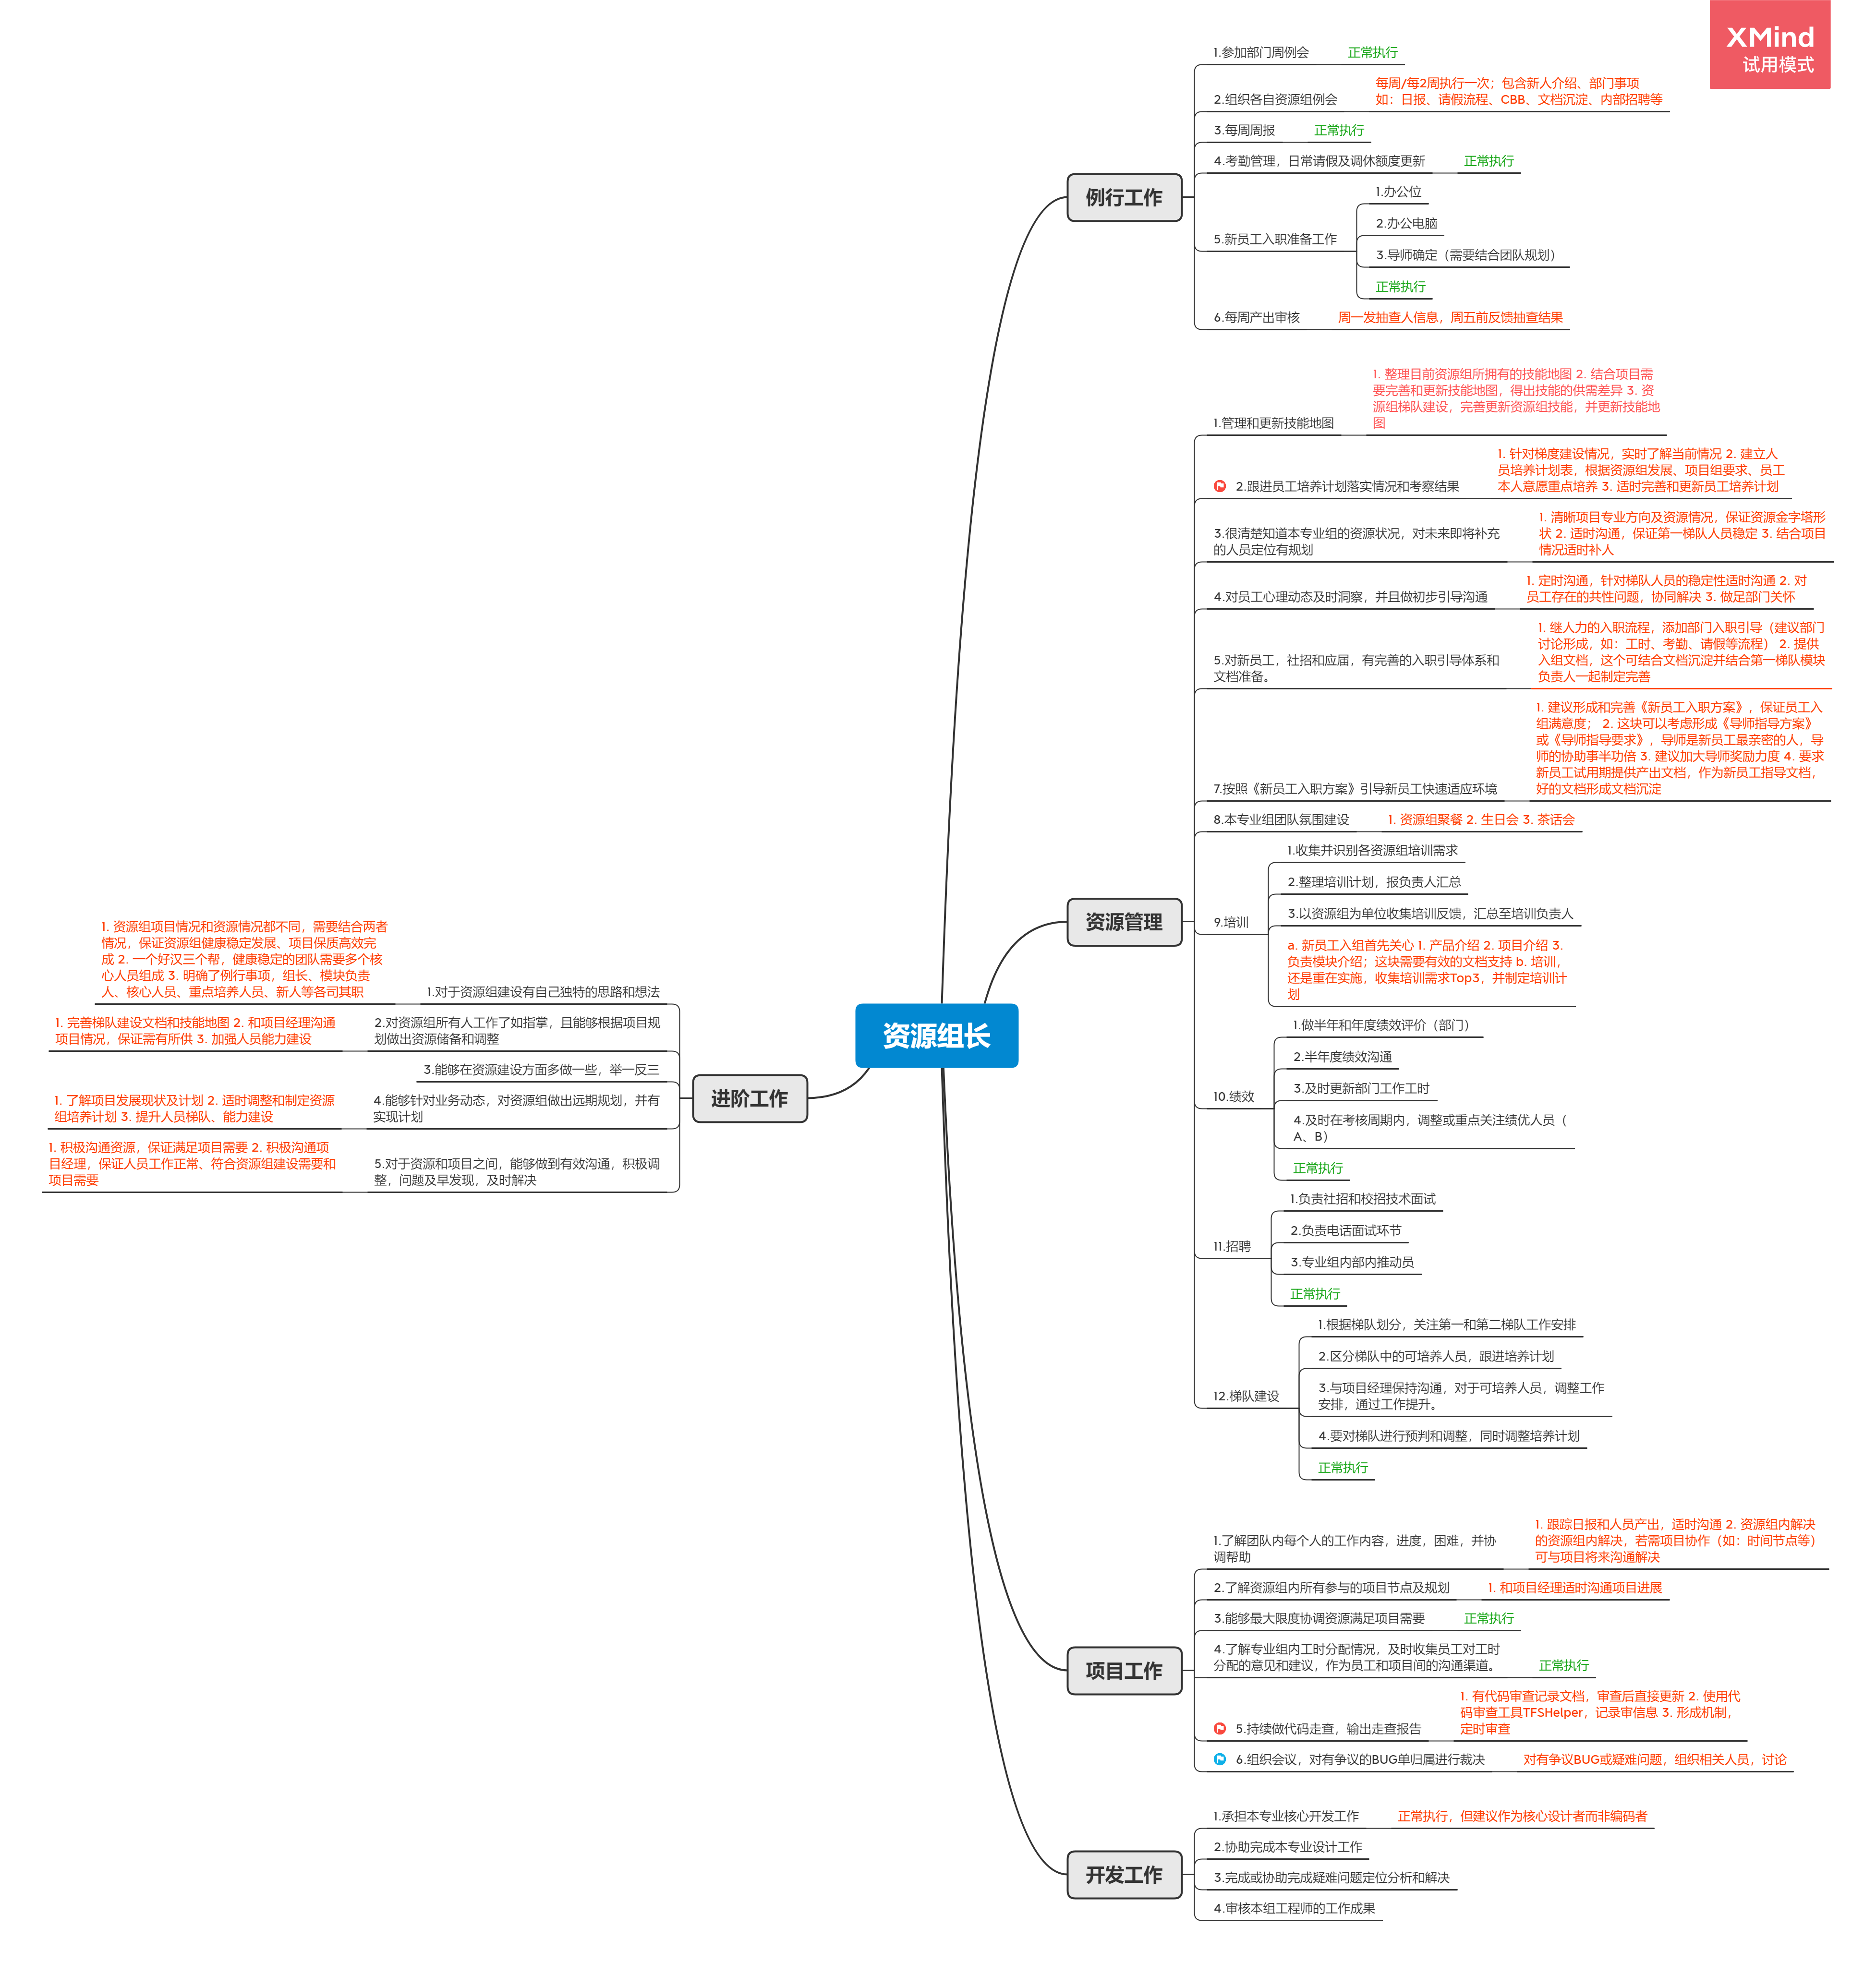 XMind
试用模式
资源组长
例行工作
1.参加部门周例会
正常执行
2.组织各自资源组例会
每周/每2周执行一次；包含新人介绍、部门事项
如：日报、请假流程、CBB、文档沉淀、内部招聘等
3.每周周报
正常执行
4.考勤管理，日常请假及调休额度更新
正常执行
5.新员工入职准备工作
1.办公位
2.办公电脑
3.导师确定（需要结合团队规划）
正常执行
6.每周产出审核
周一发抽查人信息，周五前反馈抽查结果
资源管理
1.管理和更新技能地图
1. 整理目前资源组所拥有的技能地图 2. 结合项目需
要完善和更新技能地图，得出技能的供需差异 3. 资
源组梯队建设，完善更新资源组技能，并更新技能地
图
2.跟进员工培养计划落实情况和考察结果
1. 针对梯度建设情况，实时了解当前情况 2. 建立人
员培养计划表，根据资源组发展、项目组要求、员工
本人意愿重点培养 3. 适时完善和更新员工培养计划
3.很清楚知道本专业组的资源状况，对未来即将补充
的人员定位有规划
1. 清晰项目专业方向及资源情况，保证资源金字塔形
状 2. 适时沟通，保证第一梯队人员稳定 3. 结合项目
情况适时补人
4.对员工心理动态及时洞察，并且做初步引导沟通
1. 定时沟通，针对梯队人员的稳定性适时沟通 2. 对
员工存在的共性问题，协同解决 3. 做足部门关怀
5.对新员工，社招和应届，有完善的入职引导体系和
文档准备。
1. 继人力的入职流程，添加部门入职引导（建议部门
讨论形成，如：工时、考勤、请假等流程） 2. 提供
入组文档，这个可结合文档沉淀并结合第一梯队模块
负责人一起制定完善
7.按照《新员工入职方案》引导新员工快速适应环境
1. 建议形成和完善《新员工入职方案》，保证员工入
组满意度； 2. 这块可以考虑形成《导师指导方案》
或《导师指导要求》，导师是新员工最亲密的人，导
师的协助事半功倍 3. 建议加大导师奖励力度 4. 要求
新员工试用期提供产出文档，作为新员工指导文档，
好的文档形成文档沉淀
8.本专业组团队氛围建设
1. 资源组聚餐 2. 生日会 3. 茶话会
9.培训
1.收集并识别各资源组培训需求
2.整理培训计划，报负责人汇总
3.以资源组为单位收集培训反馈，汇总至培训负责人
a. 新员工入组首先关心 1. 产品介绍 2. 项目介绍 3.
负责模块介绍；这块需要有效的文档支持 b. 培训，
还是重在实施，收集培训需求Top3，并制定培训计
划
10.绩效
1.做半年和年度绩效评价（部门）
2.半年度绩效沟通
3.及时更新部门工作工时
4.及时在考核周期内，调整或重点关注绩优人员（
A、B）
正常执行
11.招聘
1.负责社招和校招技术面试
2.负责电话面试环节
3.专业组内部内推动员
正常执行
12.梯队建设
1.根据梯队划分，关注第一和第二梯队工作安排
2.区分梯队中的可培养人员，跟进培养计划
3.与项目经理保持沟通，对于可培养人员，调整工作
安排，通过工作提升。
4.要对梯队进行预判和调整，同时调整培养计划
正常执行
项目工作
1.了解团队内每个人的工作内容，进度，困难，并协
调帮助
1. 跟踪日报和人员产出，适时沟通 2. 资源组内解决
的资源组内解决，若需项目协作（如：时间节点等）
可与项目将来沟通解决
2.了解资源组内所有参与的项目节点及规划
1. 和项目经理适时沟通项目进展
3.能够最大限度协调资源满足项目需要
正常执行
4.了解专业组内工时分配情况，及时收集员工对工时
分配的意见和建议，作为员工和项目间的沟通渠道。
正常执行
5.持续做代码走查，输出走查报告
1. 有代码审查记录文档，审查后直接更新 2. 使用代
码审查工具TFSHelper，记录审信息 3. 形成机制，
定时审查
6.组织会议，对有争议的BUG单归属进行裁决
对有争议BUG或疑难问题，组织相关人员，讨论
开发工作
1.承担本专业核心开发工作
正常执行，但建议作为核心设计者而非编码者
2.协助完成本专业设计工作
3.完成或协助完成疑难问题定位分析和解决
4.审核本组工程师的工作成果
进阶工作
1.对于资源组建设有自己独特的思路和想法
1. 资源组项目情况和资源情况都不同，需要结合两者
情况，保证资源组健康稳定发展、项目保质高效完
成 2. 一个好汉三个帮，健康稳定的团队需要多个核
心人员组成 3. 明确了例行事项，组长、模块负责
人、核心人员、重点培养人员、新人等各司其职
2.对资源组所有人工作了如指掌，且能够根据项目规
划做出资源储备和调整
1. 完善梯队建设文档和技能地图 2. 和项目经理沟通
项目情况，保证需有所供 3. 加强人员能力建设
3.能够在资源建设方面多做一些，举一反三
4.能够针对业务动态，对资源组做出远期规划，并有
实现计划
1. 了解项目发展现状及计划 2. 适时调整和制定资源
组培养计划 3. 提升人员梯队、能力建设
5.对于资源和项目之间，能够做到有效沟通，积极调
整，问题及早发现，及时解决
1. 积极沟通资源，保证满足项目需要 2. 积极沟通项
目经理，保证人员工作正常、符合资源组建设需要和
项目需要